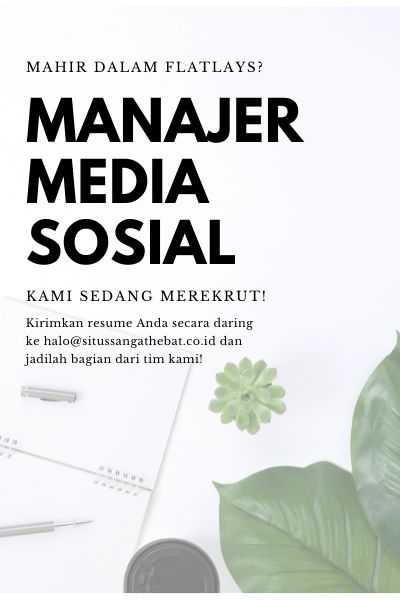 MAHIR DALAM FLATLAYS?
MANAJER
MEDIA
SOSIAL
KAMI SEDANG MEREKRUT!
Kirimkan resume Anda secara daring
ke halo@situssangathebat.co.id dan
jadilah bagian dari tim kami!